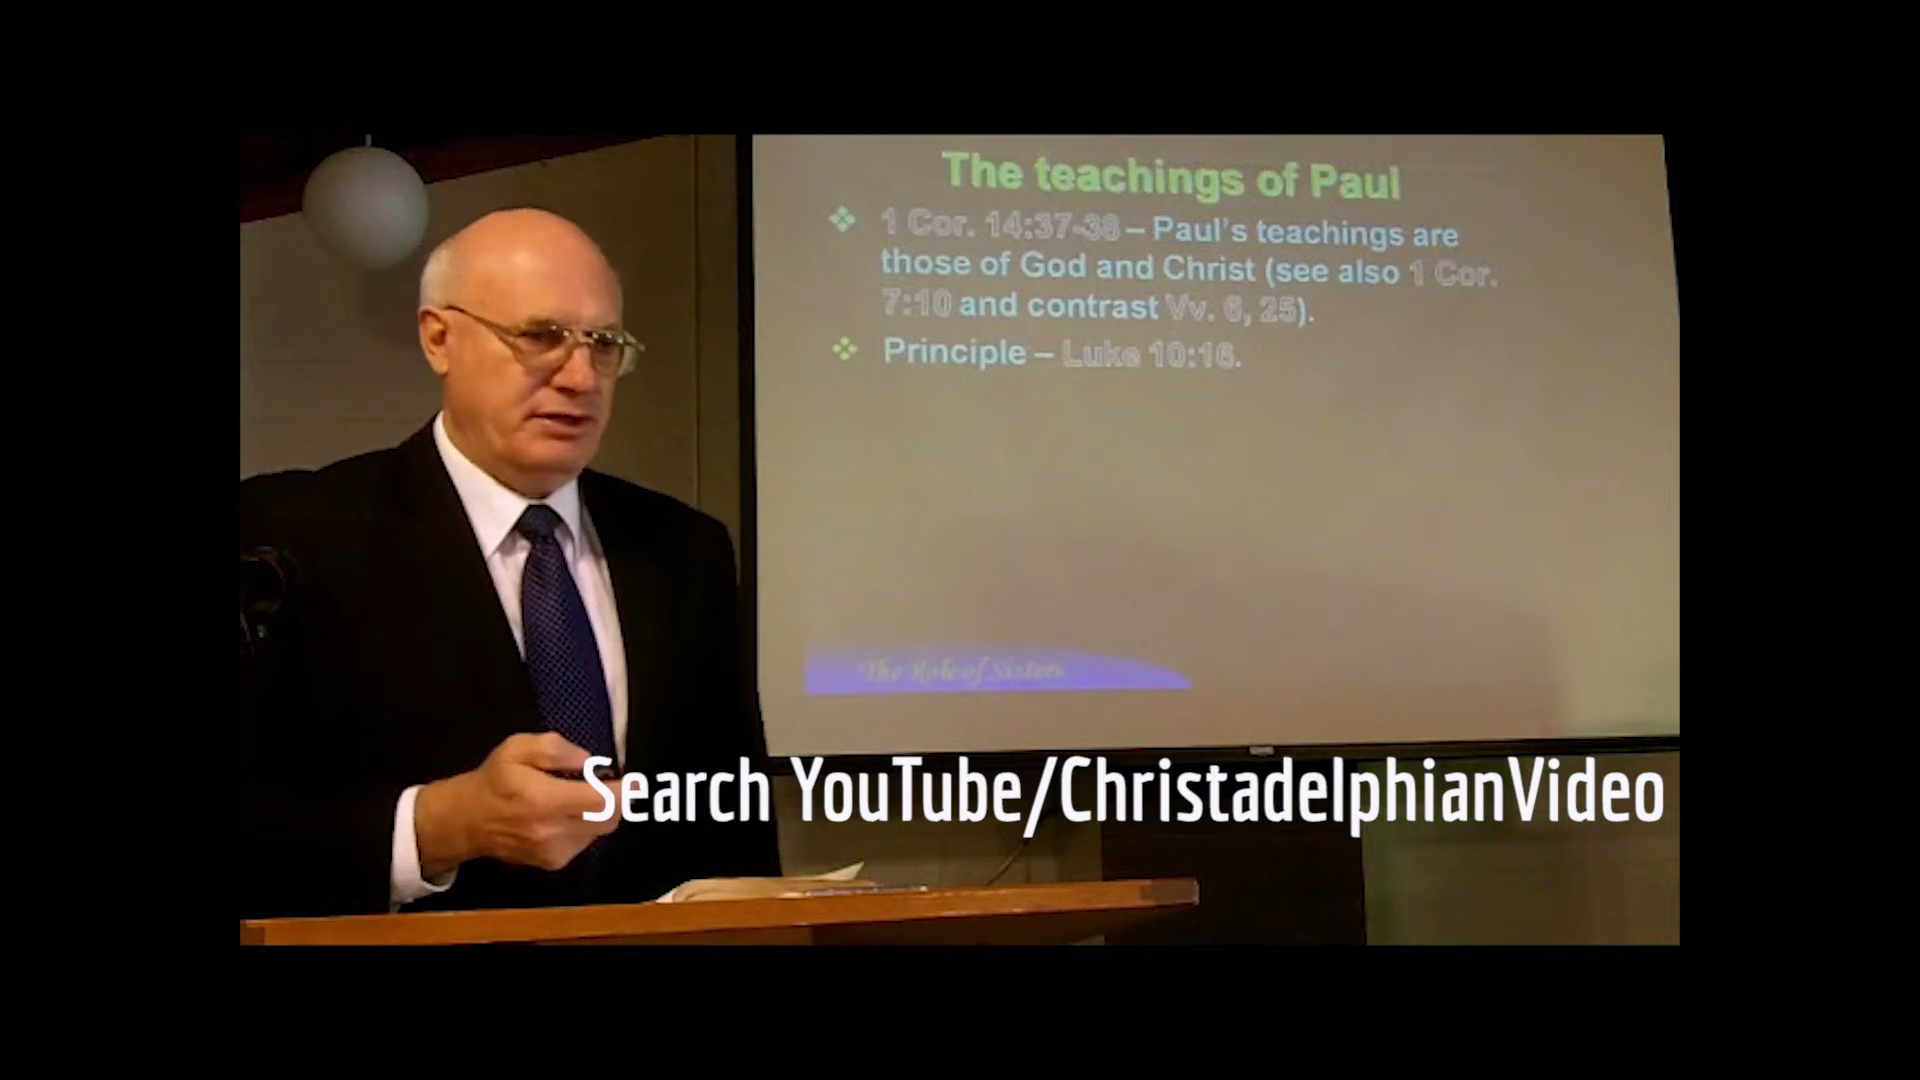 The teachings of Paul
❖ 1 Cor. 14:37-38 – Paul's teachings are
those of God and Christ (see also 1 Cor.
7:10 and contrast Vv. 6, 25).
❖ Principle – Luke 10:16.
The Role of Sisters
Search YouTube/ChristadelphianVideo